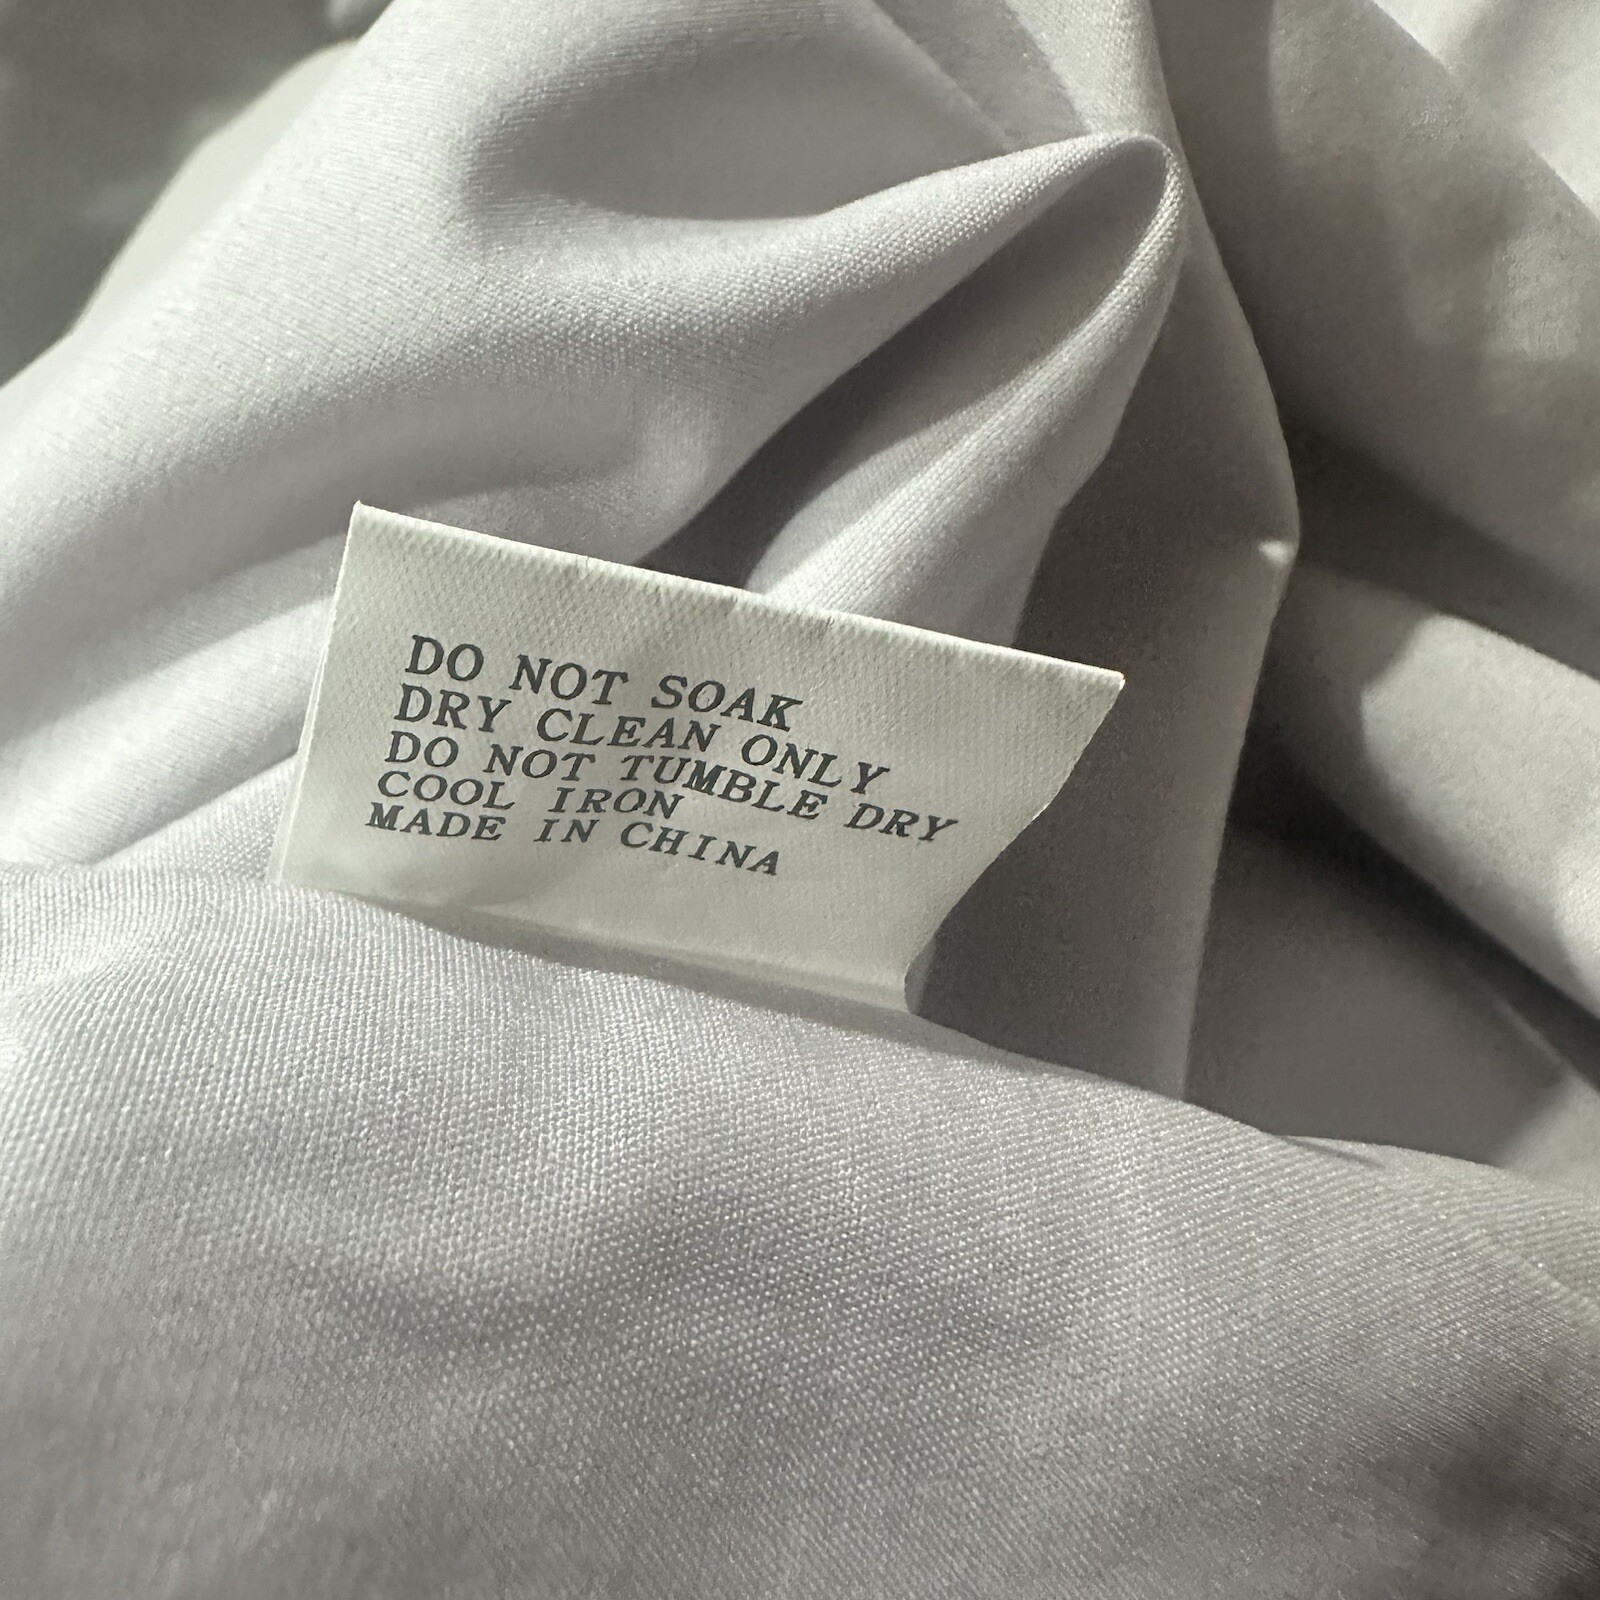 DO NOT SOAK
DRY CLEAN ONLY
DO NOT TUMBLE DRY
COOL IRON
MADE IN CHINA